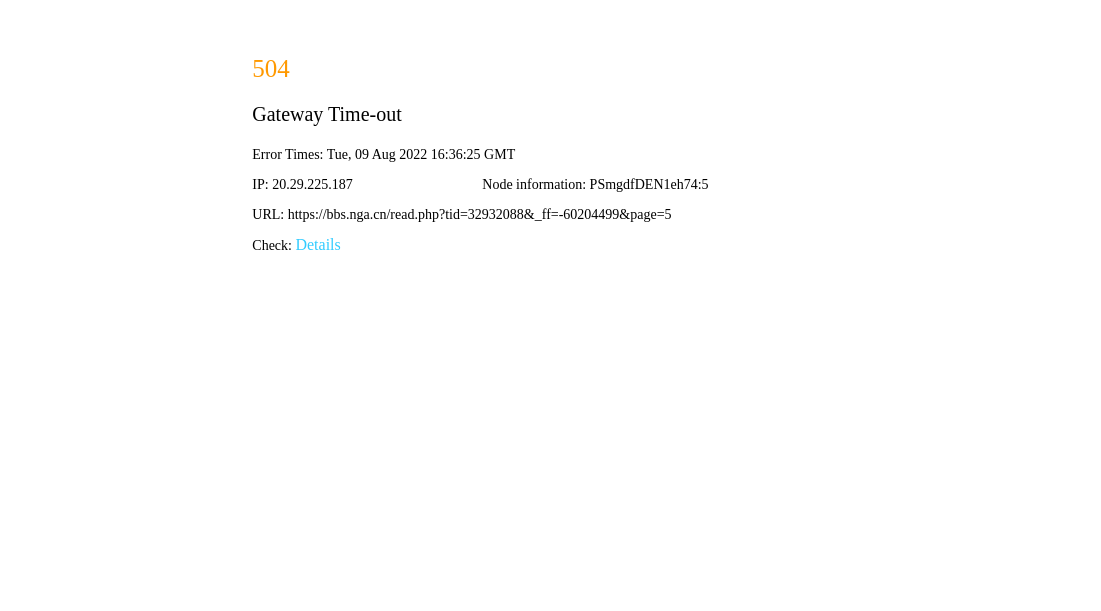 504
Gateway Time-out
Error Times: Tue, 09 Aug 2022 16:36:25 GMT
IP: 20.29.225.187 Node information: PSmgdfDEN1eh74:5
URL: https://bbs.nga.cn/read.php?tid=32932088&_ff=-60204499&page=5
Check: Details